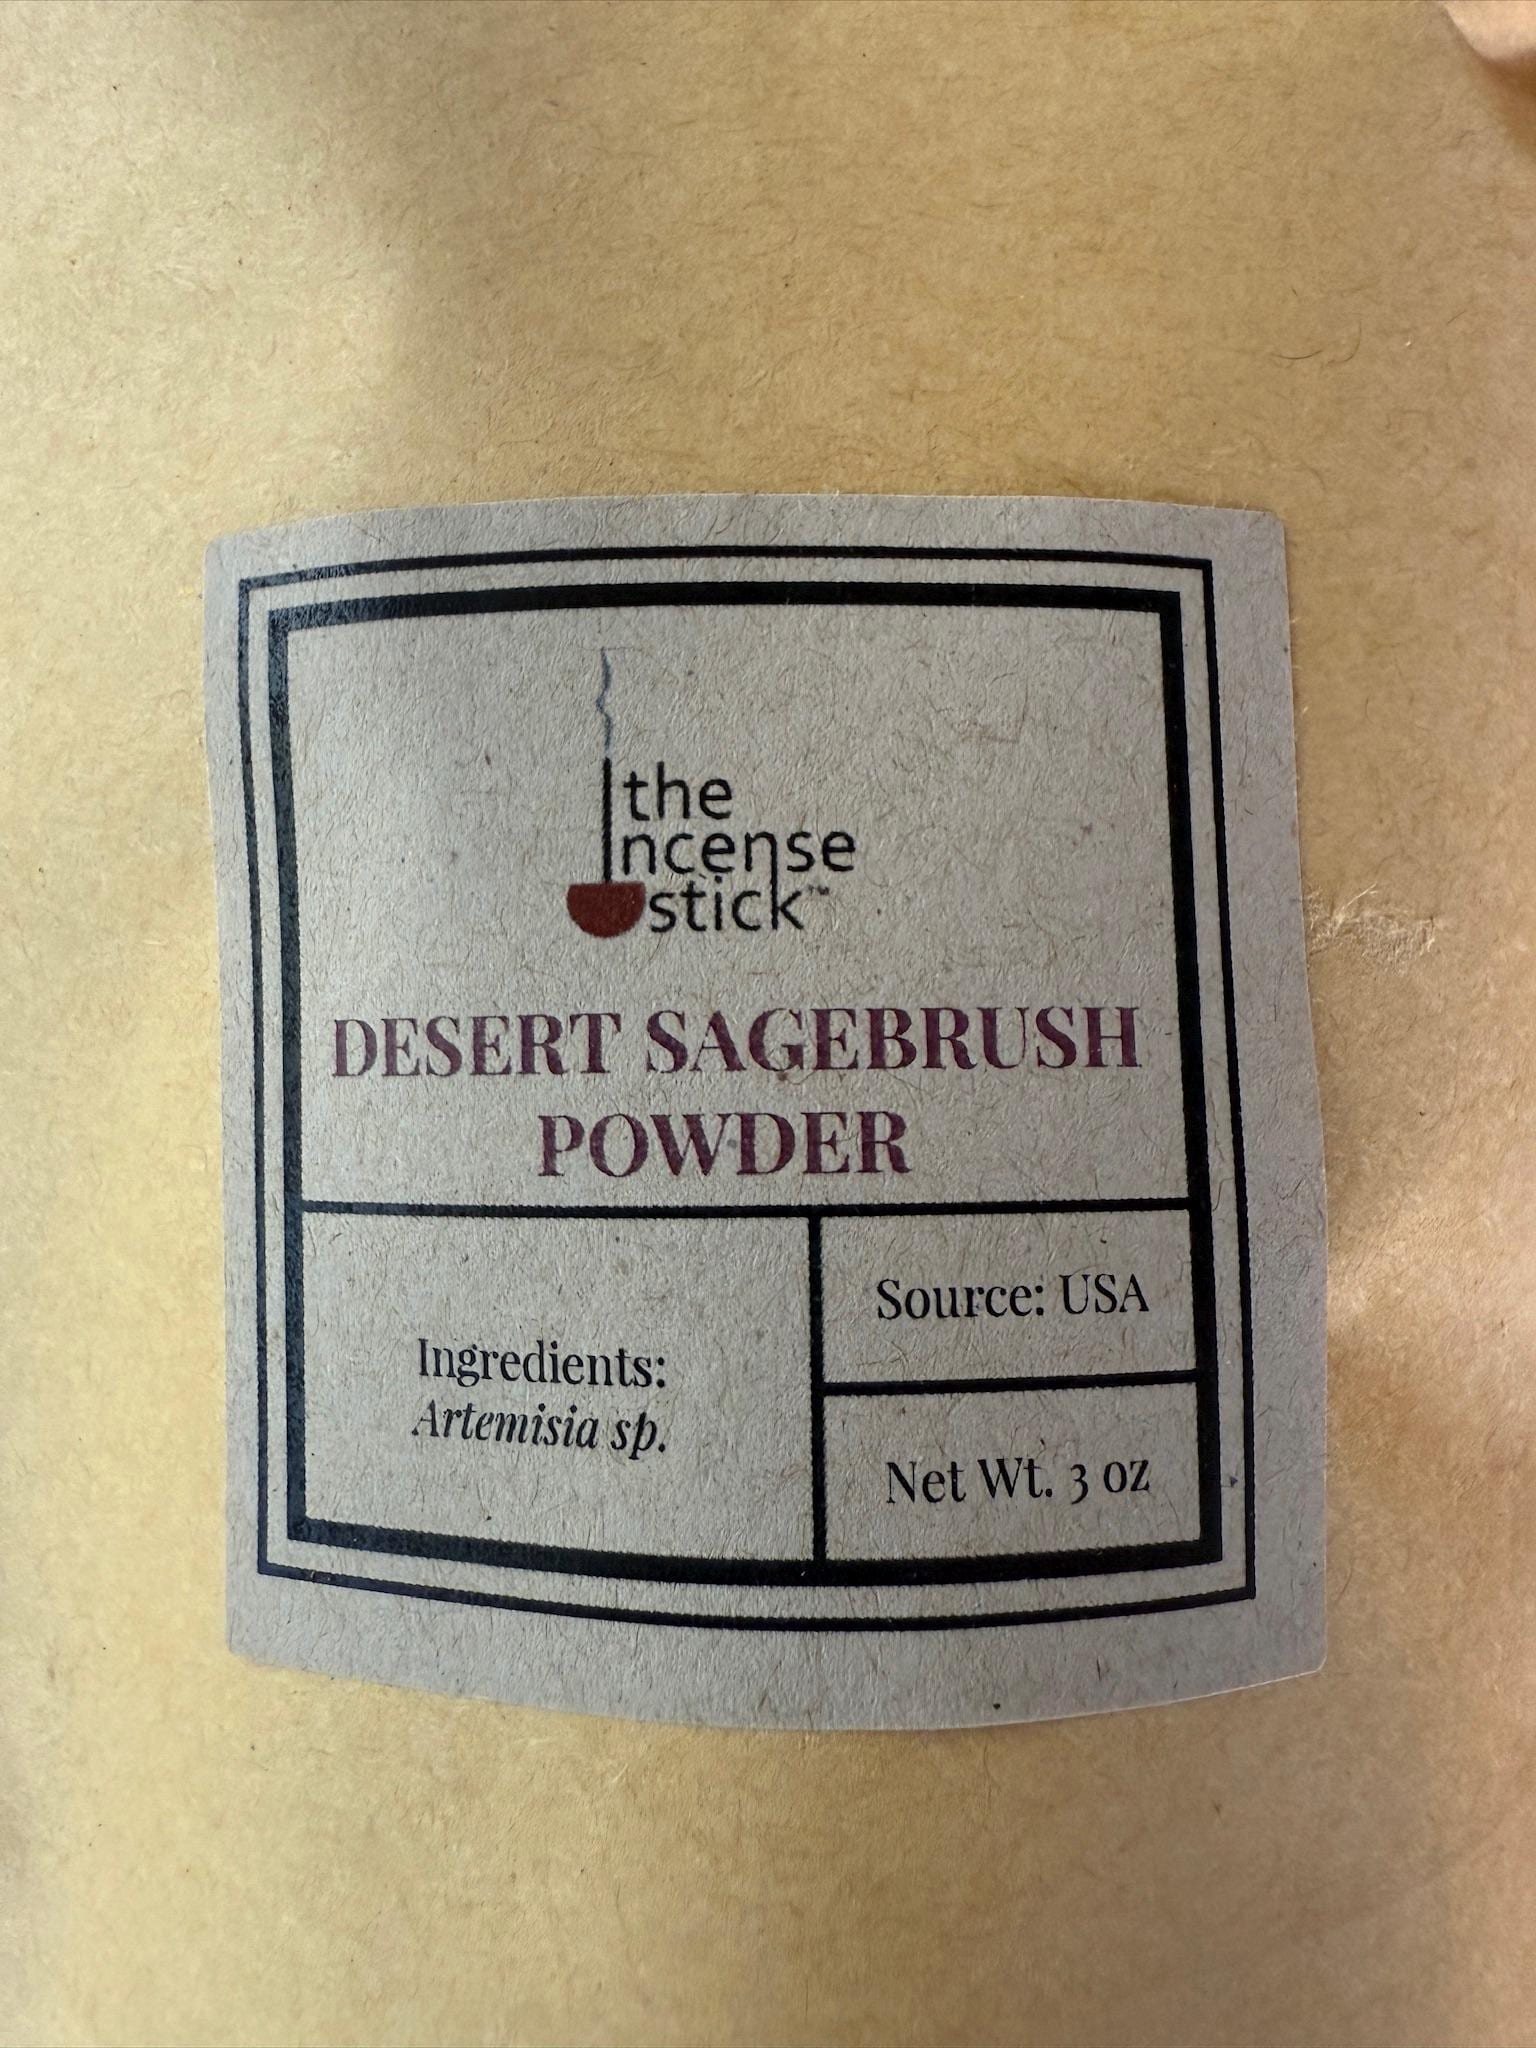 the
Incense
stick™
DESERT SAGEBRUSH
POWDER
Ingredients:
Artemisia sp.
Source: USA
Net Wt. 3 oz